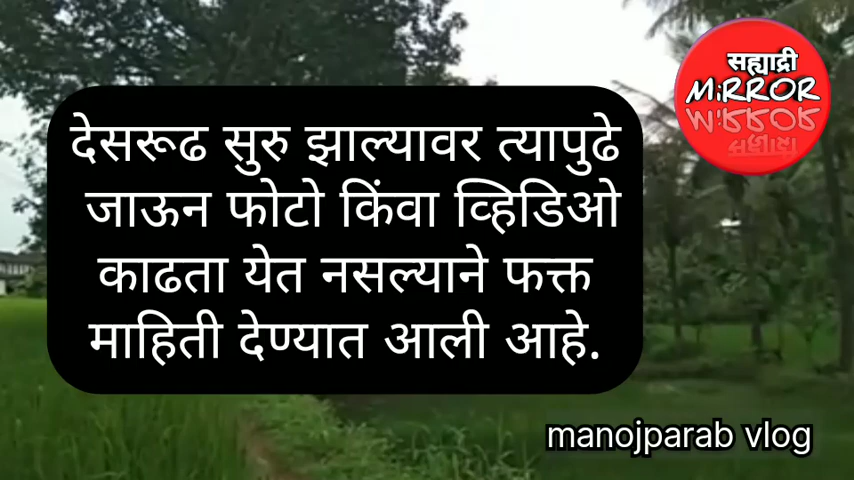 सह्याद्री
MiRROR
देसरूढ सुरु झाल्यावर त्यापुढे
जाऊन फोटो किंवा व्हिडिओ
काढता येत नसल्याने फक्त
माहिती देण्यात आली आहे.
manojparab vlog